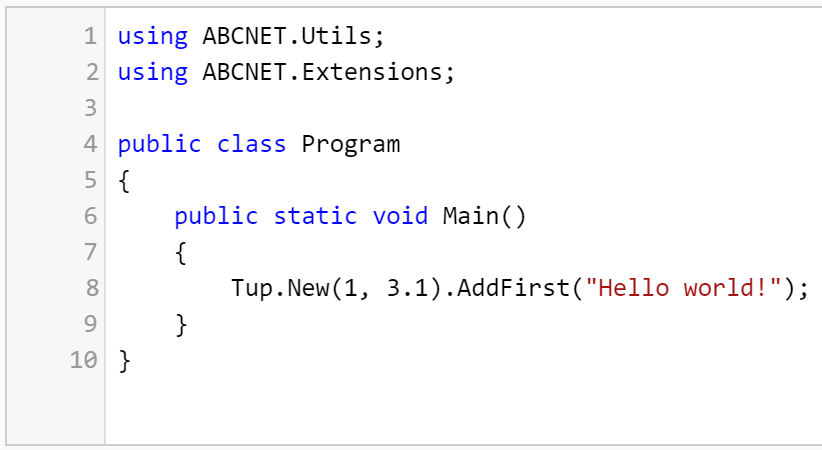 1 using ABCNET.Utils;
2 using ABCNET.Extensions;
3
4 public class Program
5 {
6     public static void Main()
7     {
8         Tup.New(1, 3.1).AddFirst("Hello world!");
9     }
10 }